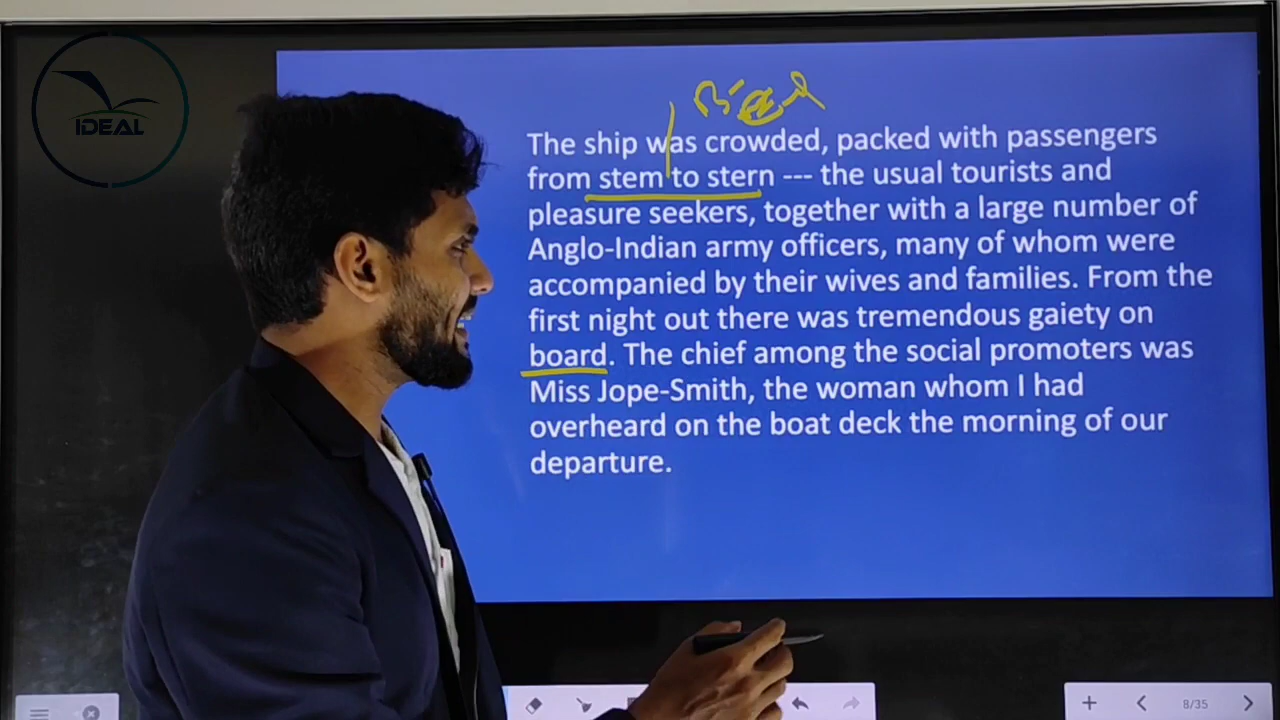 IDEAL
The ship was crowded, packed with passengers
from stem to stern --- the usual tourists and
pleasure seekers, together with a large number of
Anglo-Indian army officers, many of whom were
accompanied by their wives and families. From the
first night out there was tremendous gaiety on
board. The chief among the social promoters was
Miss Jope-Smith, the woman whom I had
overheard on the boat deck the morning of our
departure.
8/35